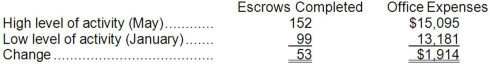 Escrows Completed Office Expenses
High level of activity (May)............. 152 $15,095
Low level of activity (January)....... 99 13,181
Change....................................... 53 $1,914